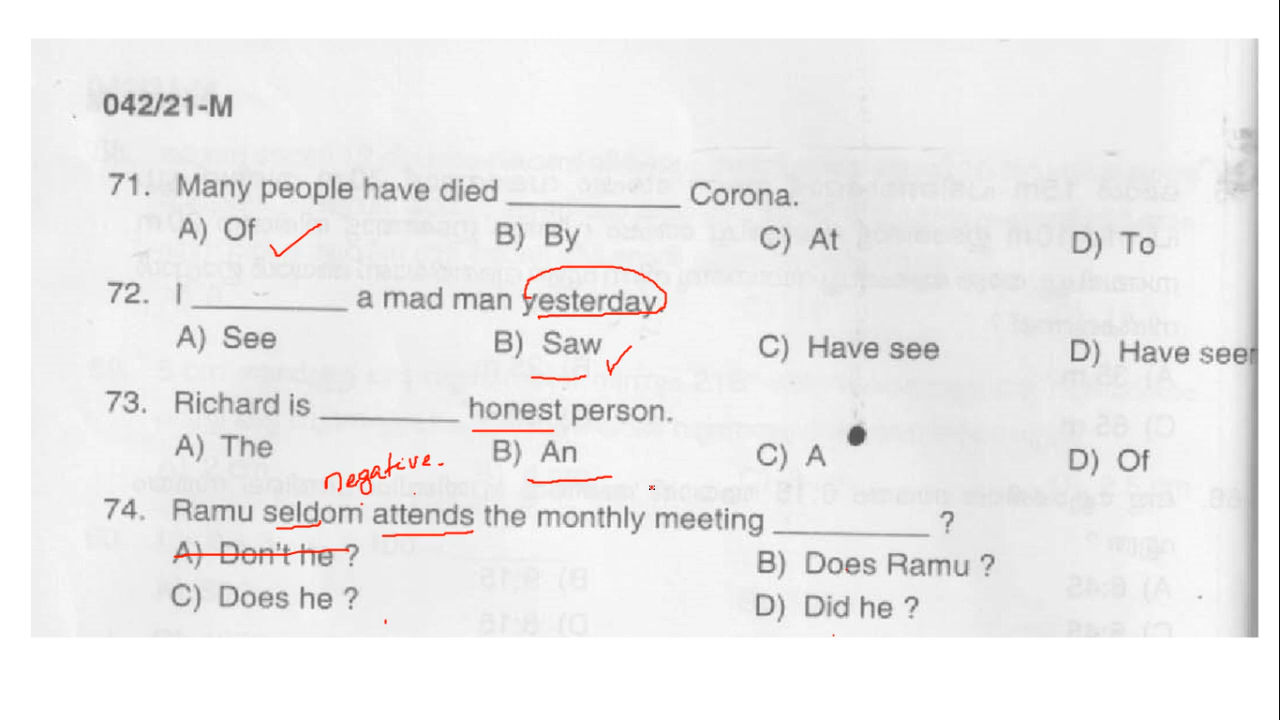 042/21-M
71. Many people have died __________ Corona.
A) Of B) By C) At D) To
72. I __________ a mad man yesterday.
A) See B) Saw C) Have see D) Have seen
73. Richard is __________ honest person.
A) The B) An C) A D) Of
negative.
74. Ramu seldom attends the monthly meeting __________ ?
A) Don't he ? B) Does Ramu ?
C) Does he ? D) Did he ?